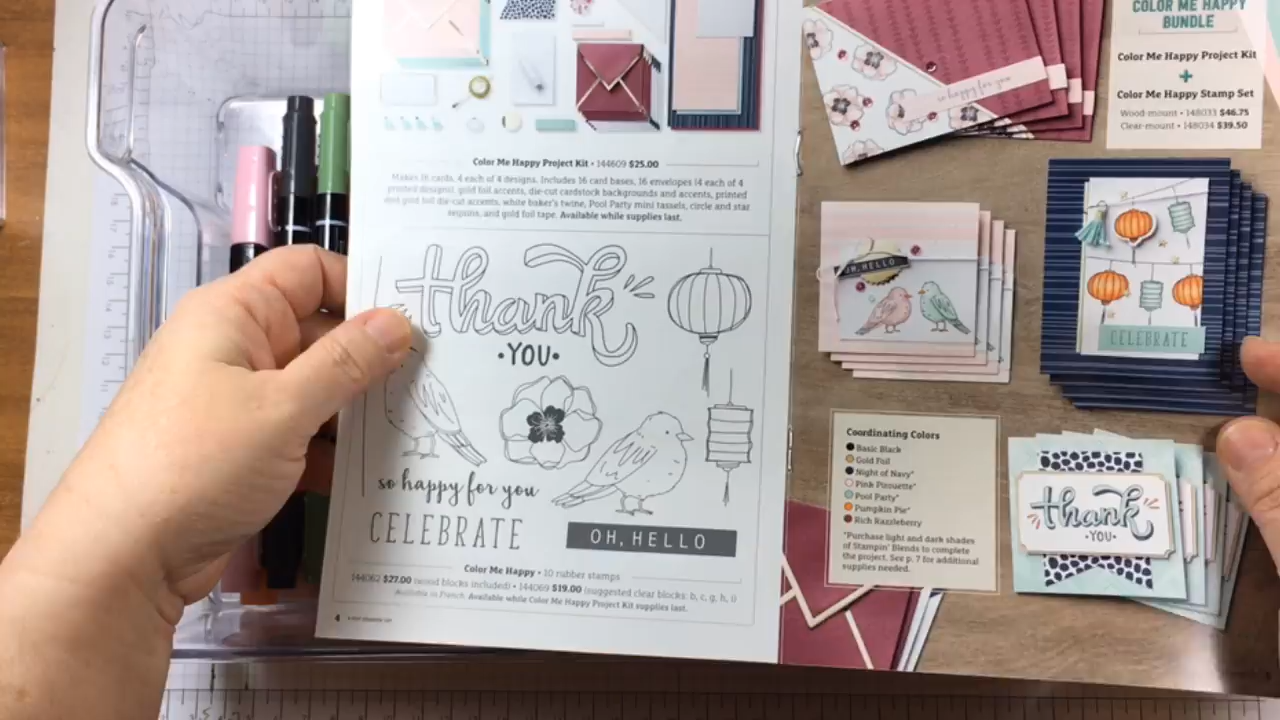 Color Me Happy Project Kit • 144609 $25.00
Makes 16 cards, 4 each of 4 designs. Includes 16 card bases, 16 envelopes (4 each of 4
printed designs), gold foil accents, die-cut cardstock backgrounds and accents, printed
and gold foil die-cut accents, white baker's twine, Pool Party mini tassels, circle and star
sequins, and gold foil tape. Available while supplies last.
thank
•YOU•
so happy for you
CELEBRATE
OH, HELLO
Color Me Happy • 10 rubber stamps
144062 $27.00 (wood blocks included) • 144069 $19.00 (suggested clear blocks: b, c, g, h, i)
Available in French. Available while Color Me Happy Project Kit supplies last.
4
COLOR ME HAPPY
BUNDLE
Color Me Happy Project Kit
+
Color Me Happy Stamp Set
Wood-mount • 148033 $46.75
Clear-mount • 148034 $39.50
so happy for you
OH, HELLO
CELEBRATE
Coordinating Colors
Basic Black
Gold Foil
Night of Navy*
Pink Pirouette*
Pool Party*
Pumpkin Pie*
Rich Razzleberry
*Purchase light and dark shades
of Stampin' Blends to complete
the project. See p. 7 for additional
supplies needed.
thank
•YOU•